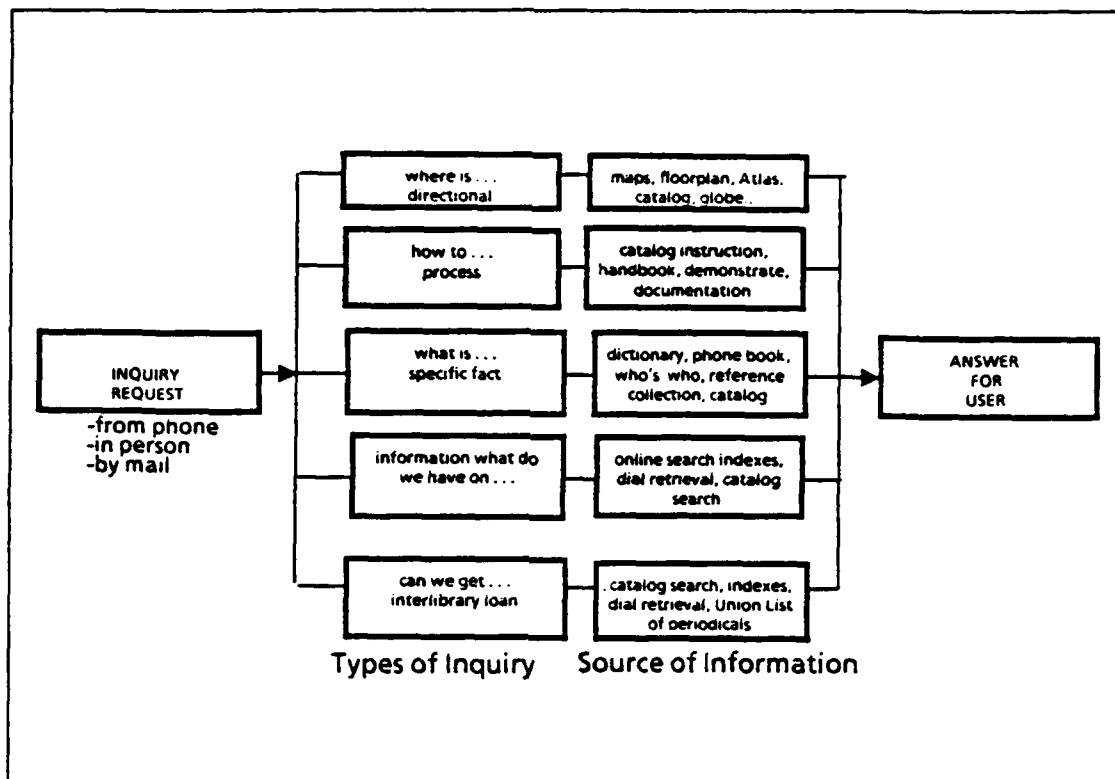 where is . . .
directional
maps, floorplan, Atlas,
catalog, globe..
how to . . .
process
catalog instruction,
handbook, demonstrate,
documentation
INQUIRY
REQUEST
-from phone
-in person
-by mail
what is . . .
specific fact
dictionary, phone book,
who's who, reference
collection, catalog
ANSWER
FOR
USER
information what do
we have on . . .
online search indexes,
dial retrieval, catalog
search
can we get . . .
interlibrary loan
. catalog search, indexes,
dial retrieval, Union List
of periodicals
Types of Inquiry
Source of Information